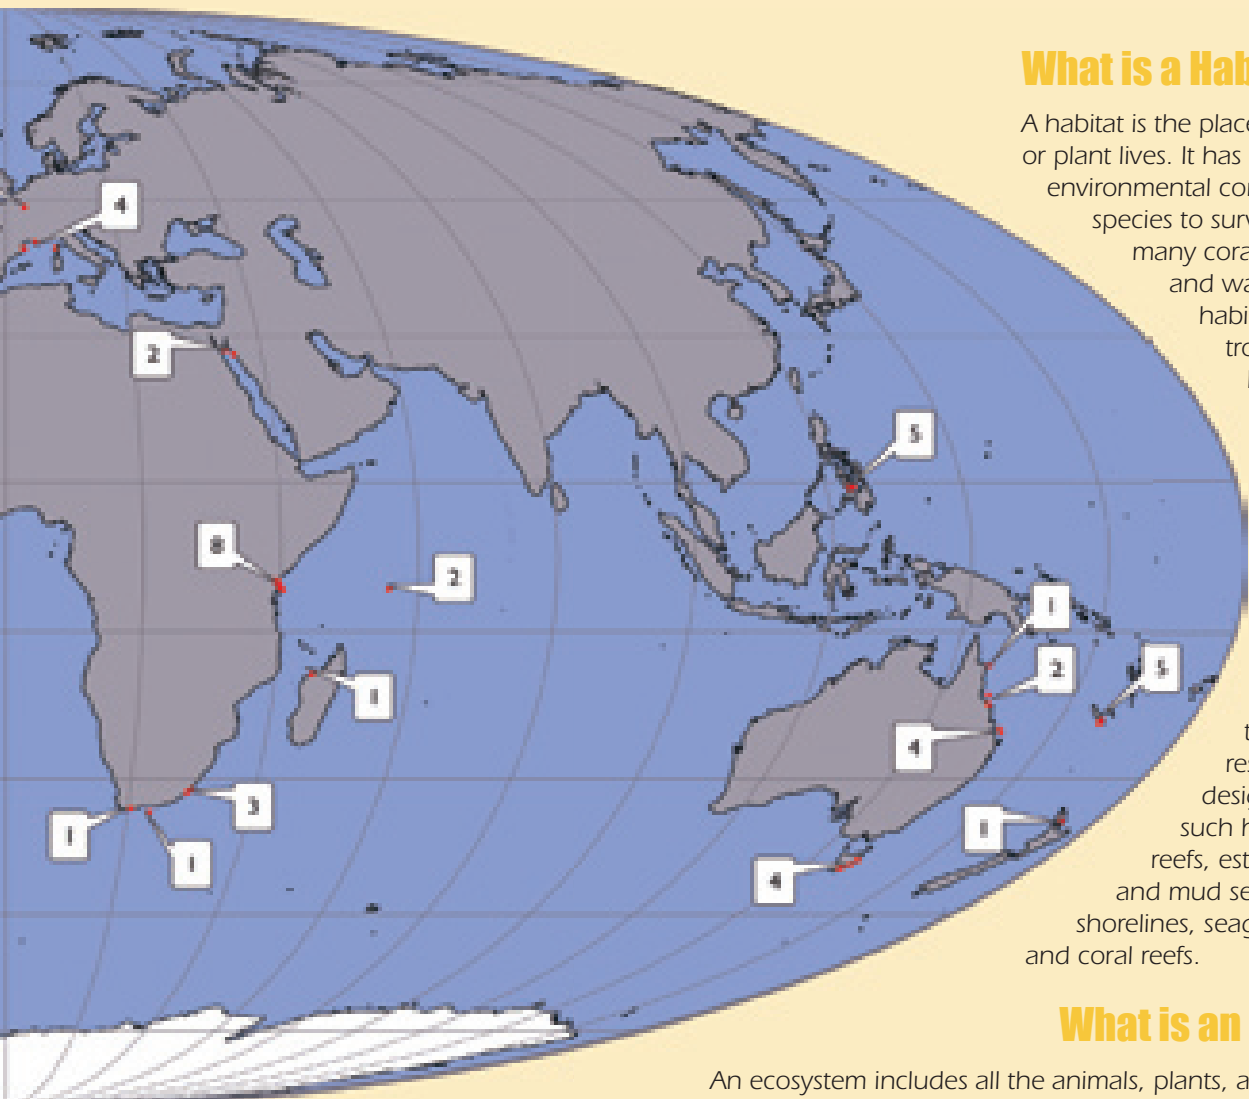 What is a Hab
A habitat is the place
or plant lives. It has
environmental con
species to surv
many cora
and wa
habi
tro
4
2
5
8
2
1
1
2
5
4
1
3
1
1
1
4
t
res
desig
such h
reefs, est
and mud se
shorelines, seag
and coral reefs.
What is an
An ecosystem includes all the animals, plants, a